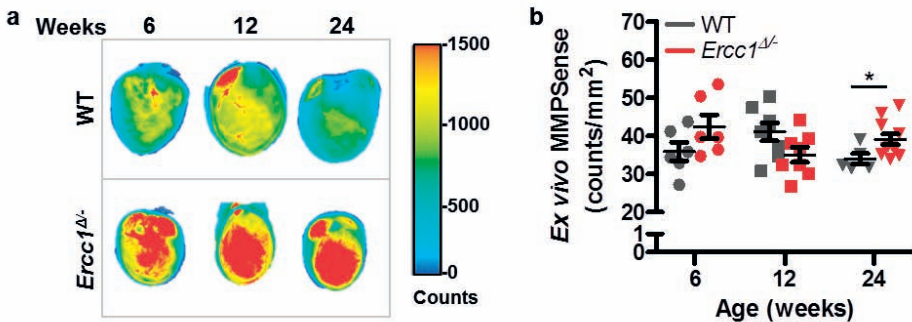 a
Weeks 6 12 24
WT
Ercc1Δ/-
1500
1000
500
0
Counts
b
WT
Ercc1Δ/-
Ex vivo MMPSense
(counts/mm²)
70
60
50
40
30
20
1
0
*
6 12 24
Age (weeks)